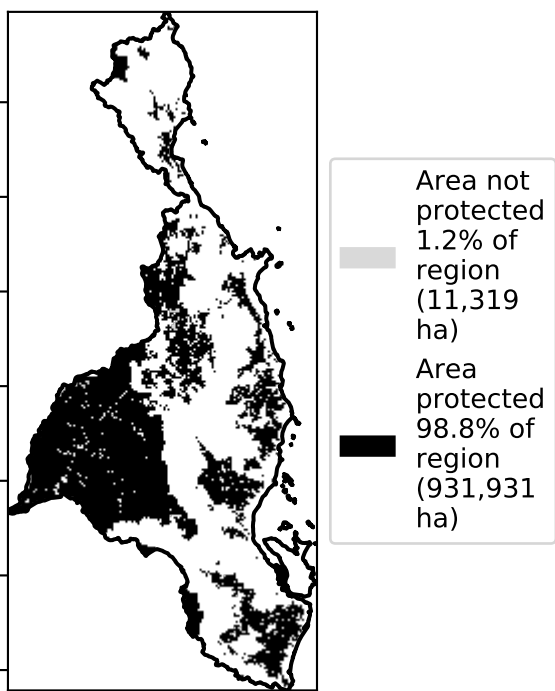 Area not
protected
1.2% of
region
(11,319
ha)
Area
protected
98.8% of
region
(931,931
ha)